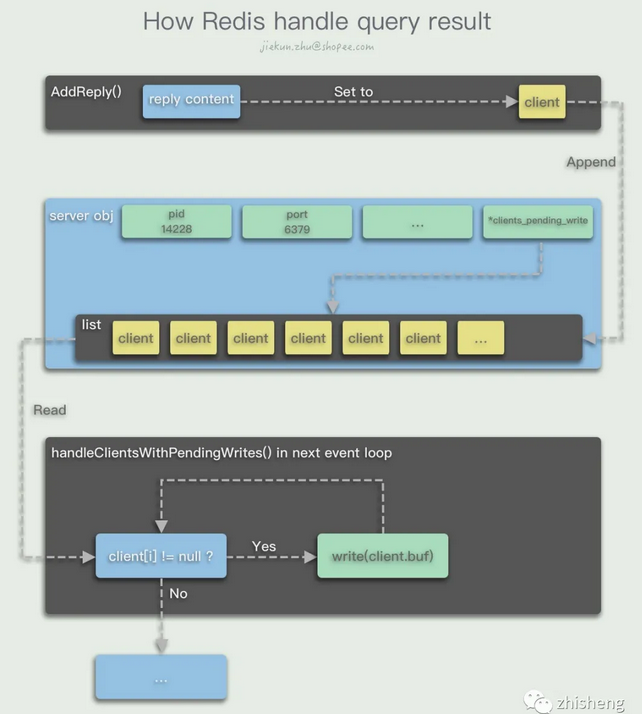 How Redis handle query result
jiekun.zhu@shopee.com
AddReply()
reply content
Set to
client
Append
server obj
pid
14228
port
6379
...
*clients_pending_write
list
client
client
client
client
client
client
...
Read
handleClientsWithPendingWrites() in next event loop
client[i] != null ?
Yes
write(client.buf)
No
...
zhisheng